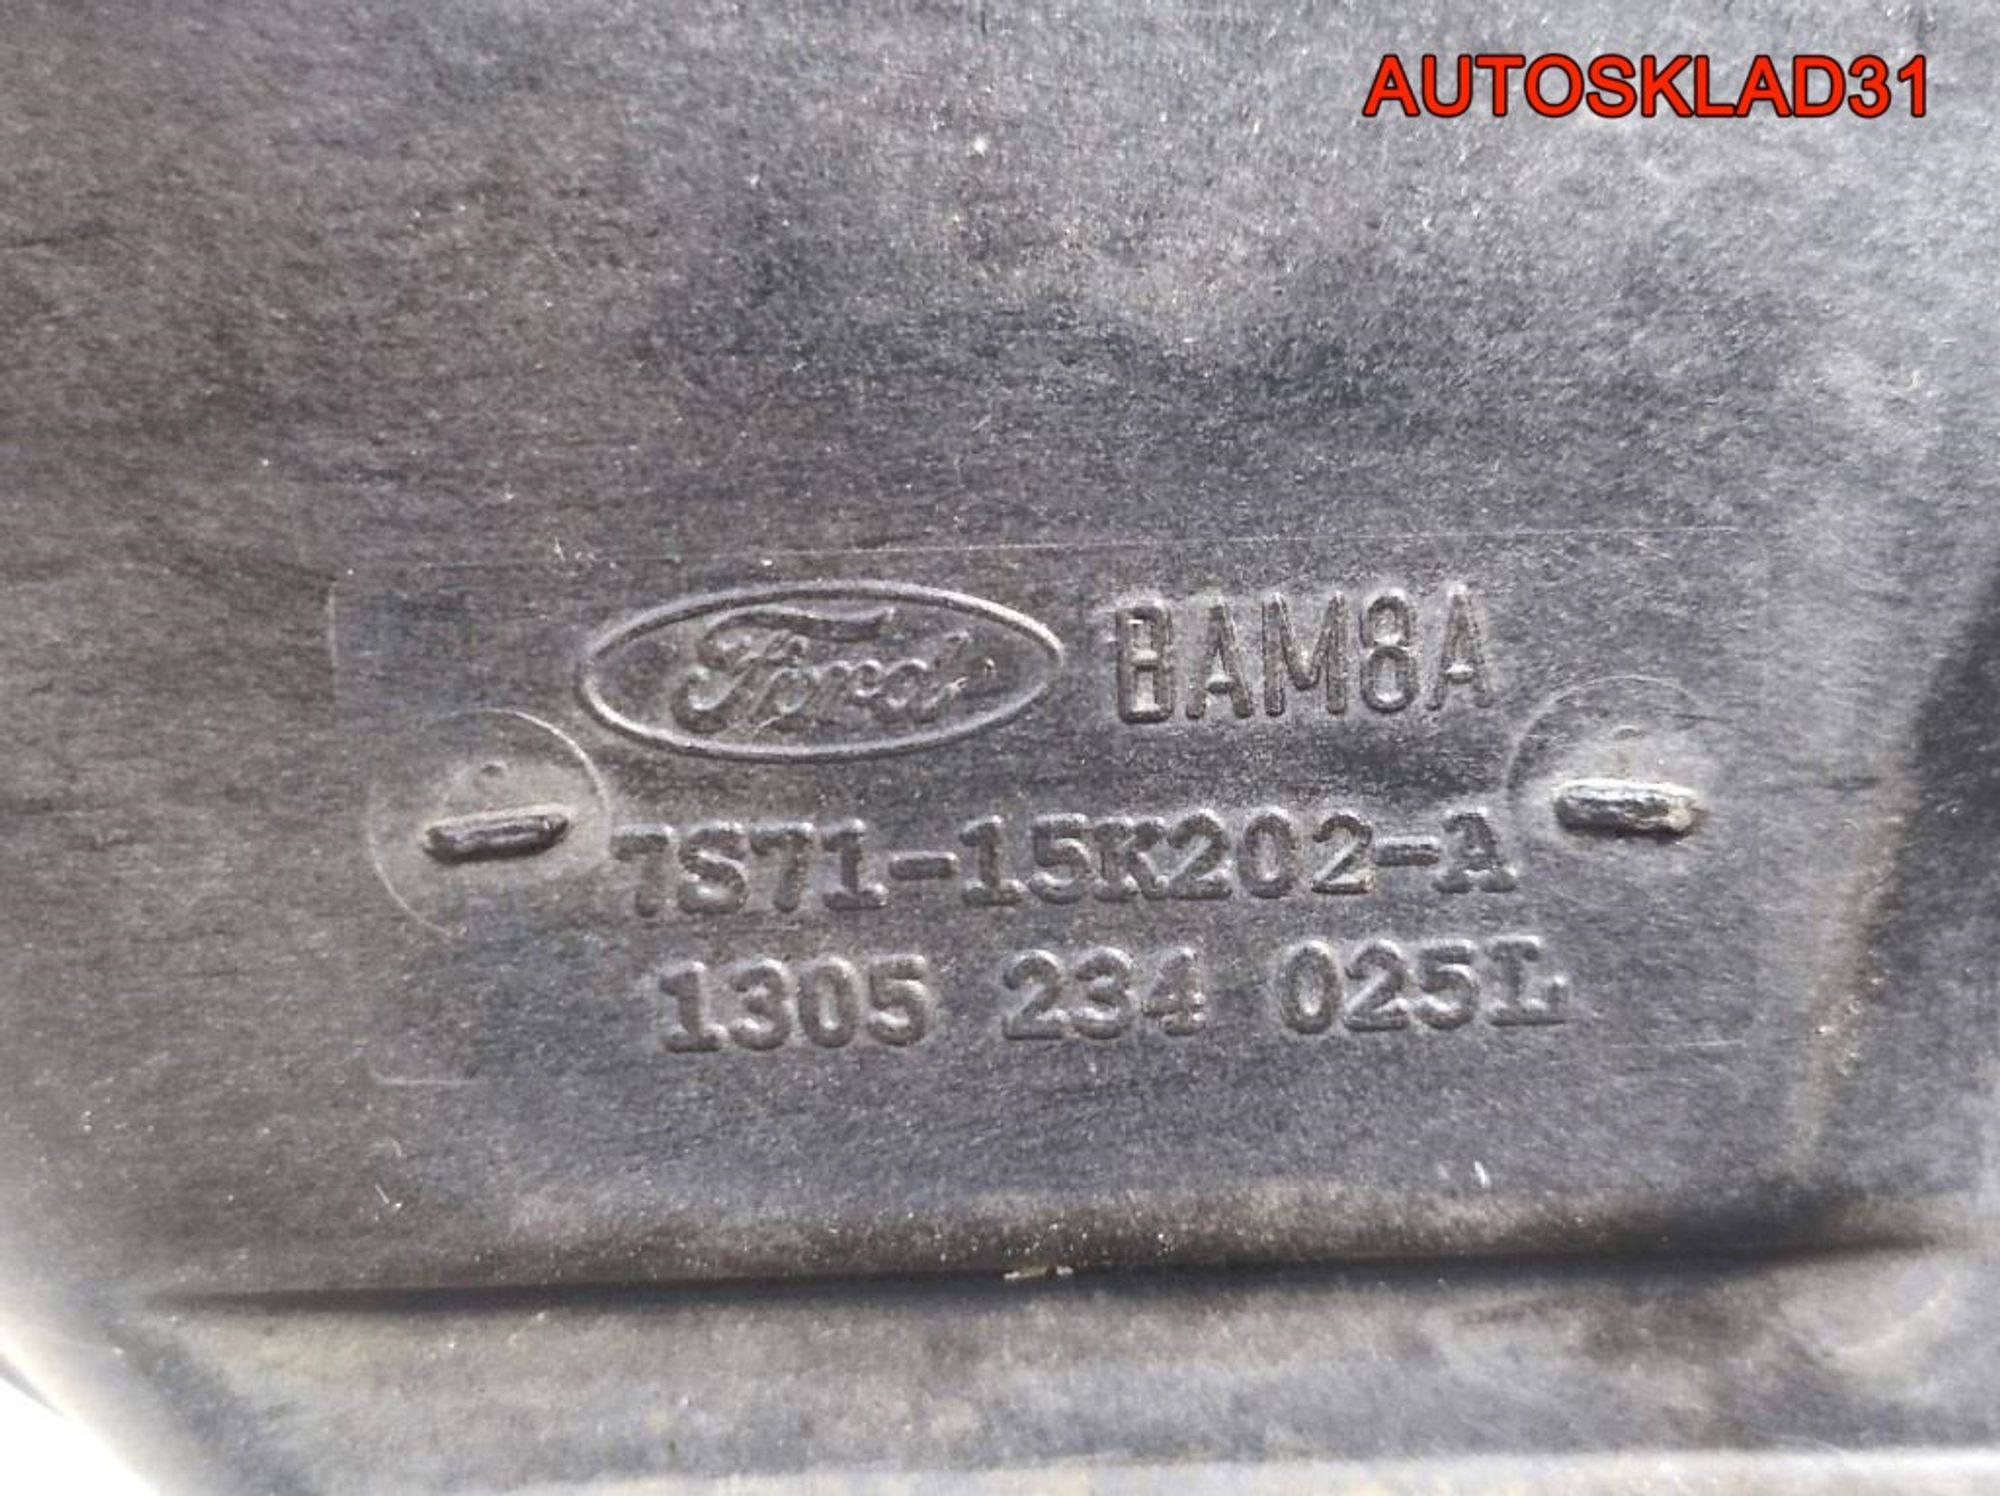 AUTOSKLAD31
Ford BAM8A
7S71-15K202-A
1305 234 025L